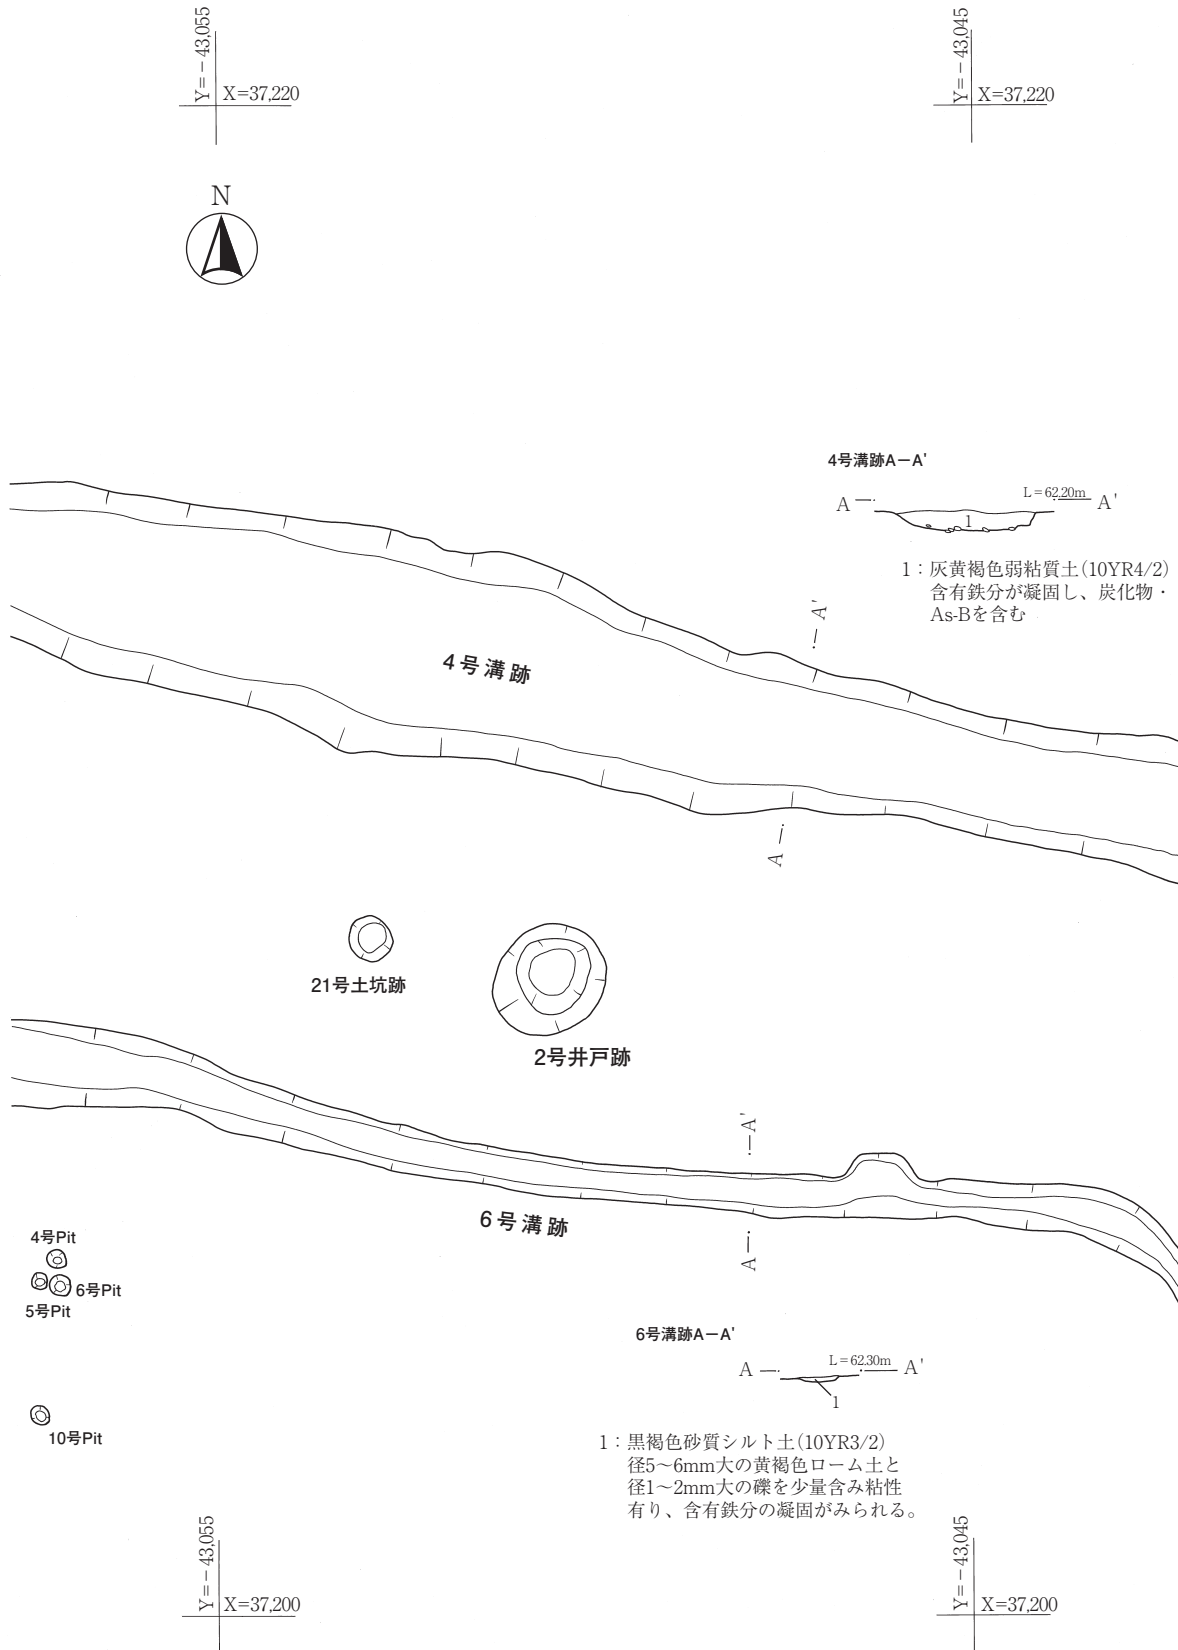 Y=－43,055
X=37,220
Y=－43,045
X=37,220
N
4号溝跡A－A'
A
L＝62.20m
A'
1
1：灰黄褐色弱粘質土(10YR4/2)
含有鉄分が凝固し、炭化物・
As-Bを含む
A'
4号溝跡
A
21号土坑跡
2号井戸跡
A'
6号溝跡
A
4号Pit
6号Pit
5号Pit
10号Pit
6号溝跡A－A'
A
L＝62.30m
A'
1
1：黒褐色砂質シルト土(10YR3/2)
径5～6mm大の黄褐色ローム土と
径1～2mm大の礫を少量含み粘性
有り、含有鉄分の凝固がみられる。
Y=－43,055
X=37,200
Y=－43,045
X=37,200